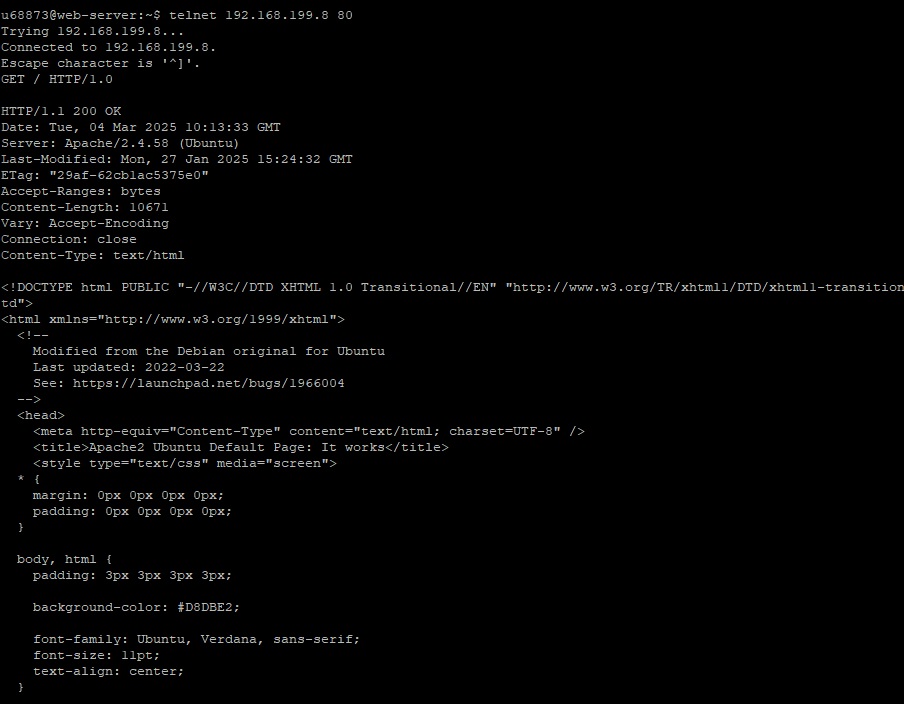 u68873@web-server:~$ telnet 192.168.199.8 80
Trying 192.168.199.8...
Connected to 192.168.199.8.
Escape character is '^]'.
GET / HTTP/1.0

HTTP/1.1 200 OK
Date: Tue, 04 Mar 2025 10:13:33 GMT
Server: Apache/2.4.58 (Ubuntu)
Last-Modified: Mon, 27 Jan 2025 15:24:32 GMT
ETag: "29af-62cb1ac5375e0"
Accept-Ranges: bytes
Content-Length: 10671
Vary: Accept-Encoding
Connection: close
Content-Type: text/html

<!DOCTYPE html PUBLIC "-//W3C//DTD XHTML 1.0 Transitional//EN" "http://www.w3.org/TR/xhtml1/DTD/xhtml1-transition
td">
<html xmlns="http://www.w3.org/1999/xhtml">
  <!--
    Modified from the Debian original for Ubuntu
    Last updated: 2022-03-22
    See: https://launchpad.net/bugs/1966004
  -->
  <head>
    <meta http-equiv="Content-Type" content="text/html; charset=UTF-8" />
    <title>Apache2 Ubuntu Default Page: It works</title>
    <style type="text/css" media="screen">
  * {
    margin: 0px 0px 0px 0px;
    padding: 0px 0px 0px 0px;
  }

  body, html {
    padding: 3px 3px 3px 3px;

    background-color: #D8DBE2;

    font-family: Ubuntu, Verdana, sans-serif;
    font-size: 11pt;
    text-align: center;
  }